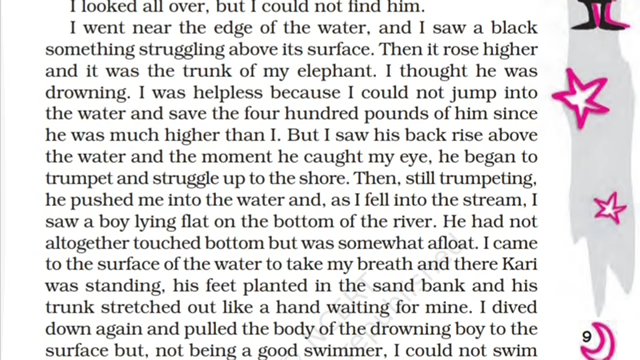 I looked all over, but I could not find him.
I went near the edge of the water, and I saw a black
something struggling above its surface. Then it rose higher
and it was the trunk of my elephant. I thought he was
drowning. I was helpless because I could not jump into
the water and save the four hundred pounds of him since
he was much higher than I. But I saw his back rise above
the water and the moment he caught my eye, he began to
trumpet and struggle up to the shore. Then, still trumpeting,
he pushed me into the water and, as I fell into the stream, I
saw a boy lying flat on the bottom of the river. He had not
altogether touched bottom but was somewhat afloat. I came
to the surface of the water to take my breath and there Kari
was standing, his feet planted in the sand bank and his
trunk stretched out like a hand waiting for mine. I dived
down again and pulled the body of the drowning boy to the
surface but, not being a good swimmer, I could not swim
9